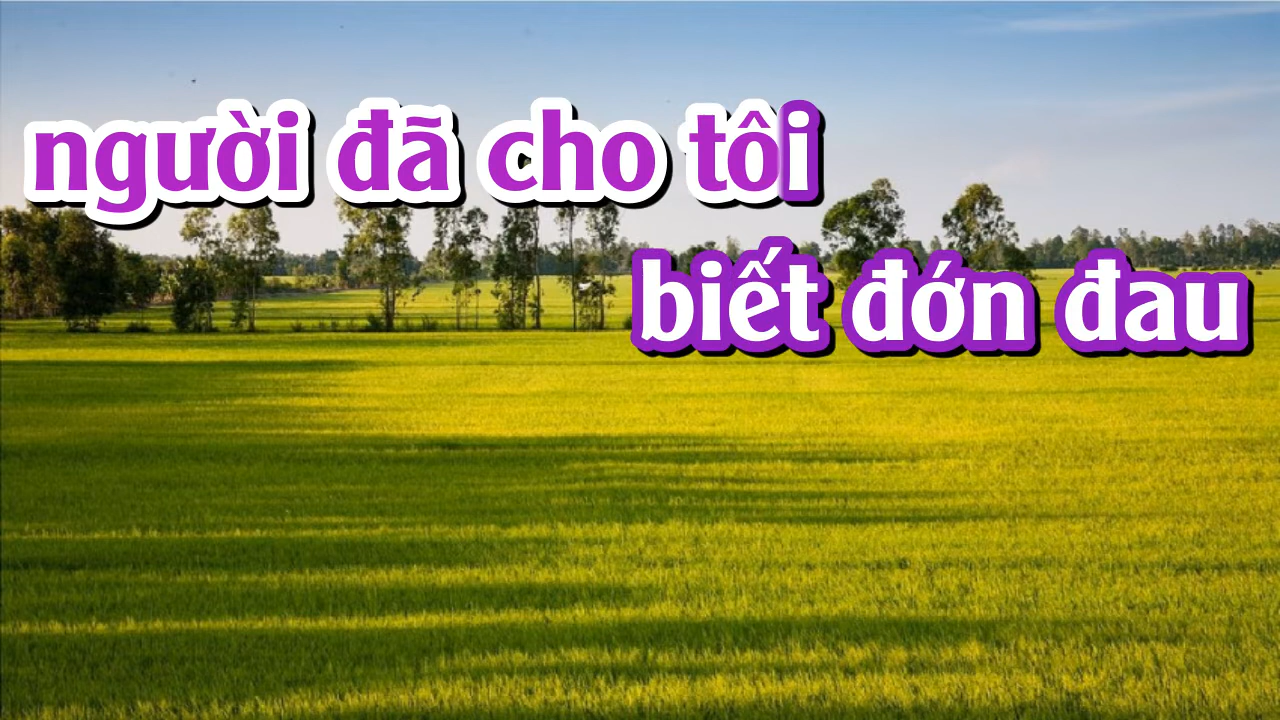 người đã cho tôi
biết đớn đau